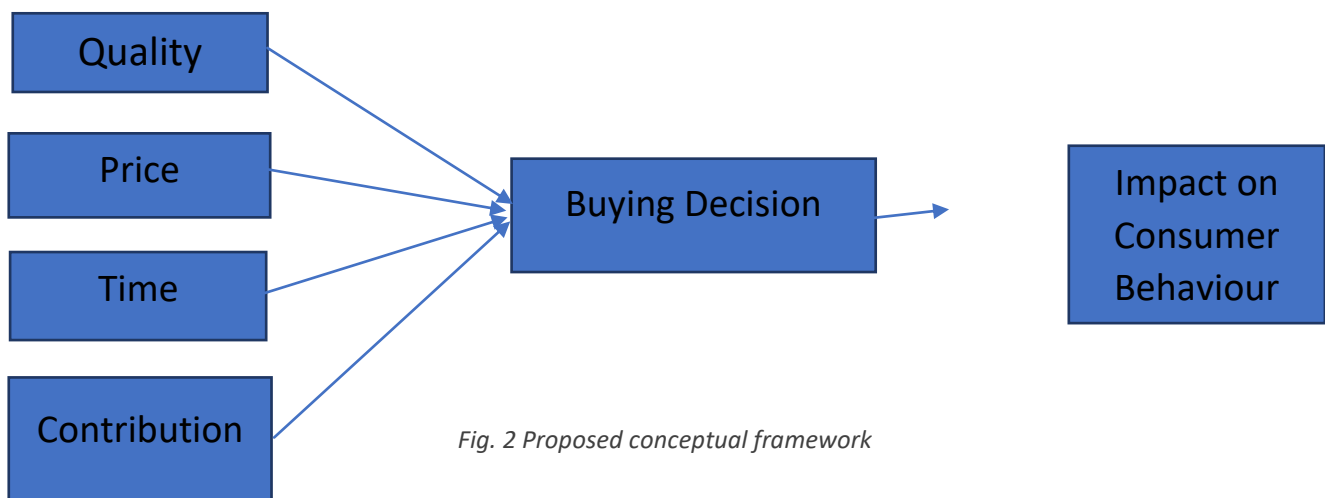 Quality
Price
Time
Contribution
Buying Decision
Impact on
Consumer
Behaviour
Fig. 2 Proposed conceptual framework